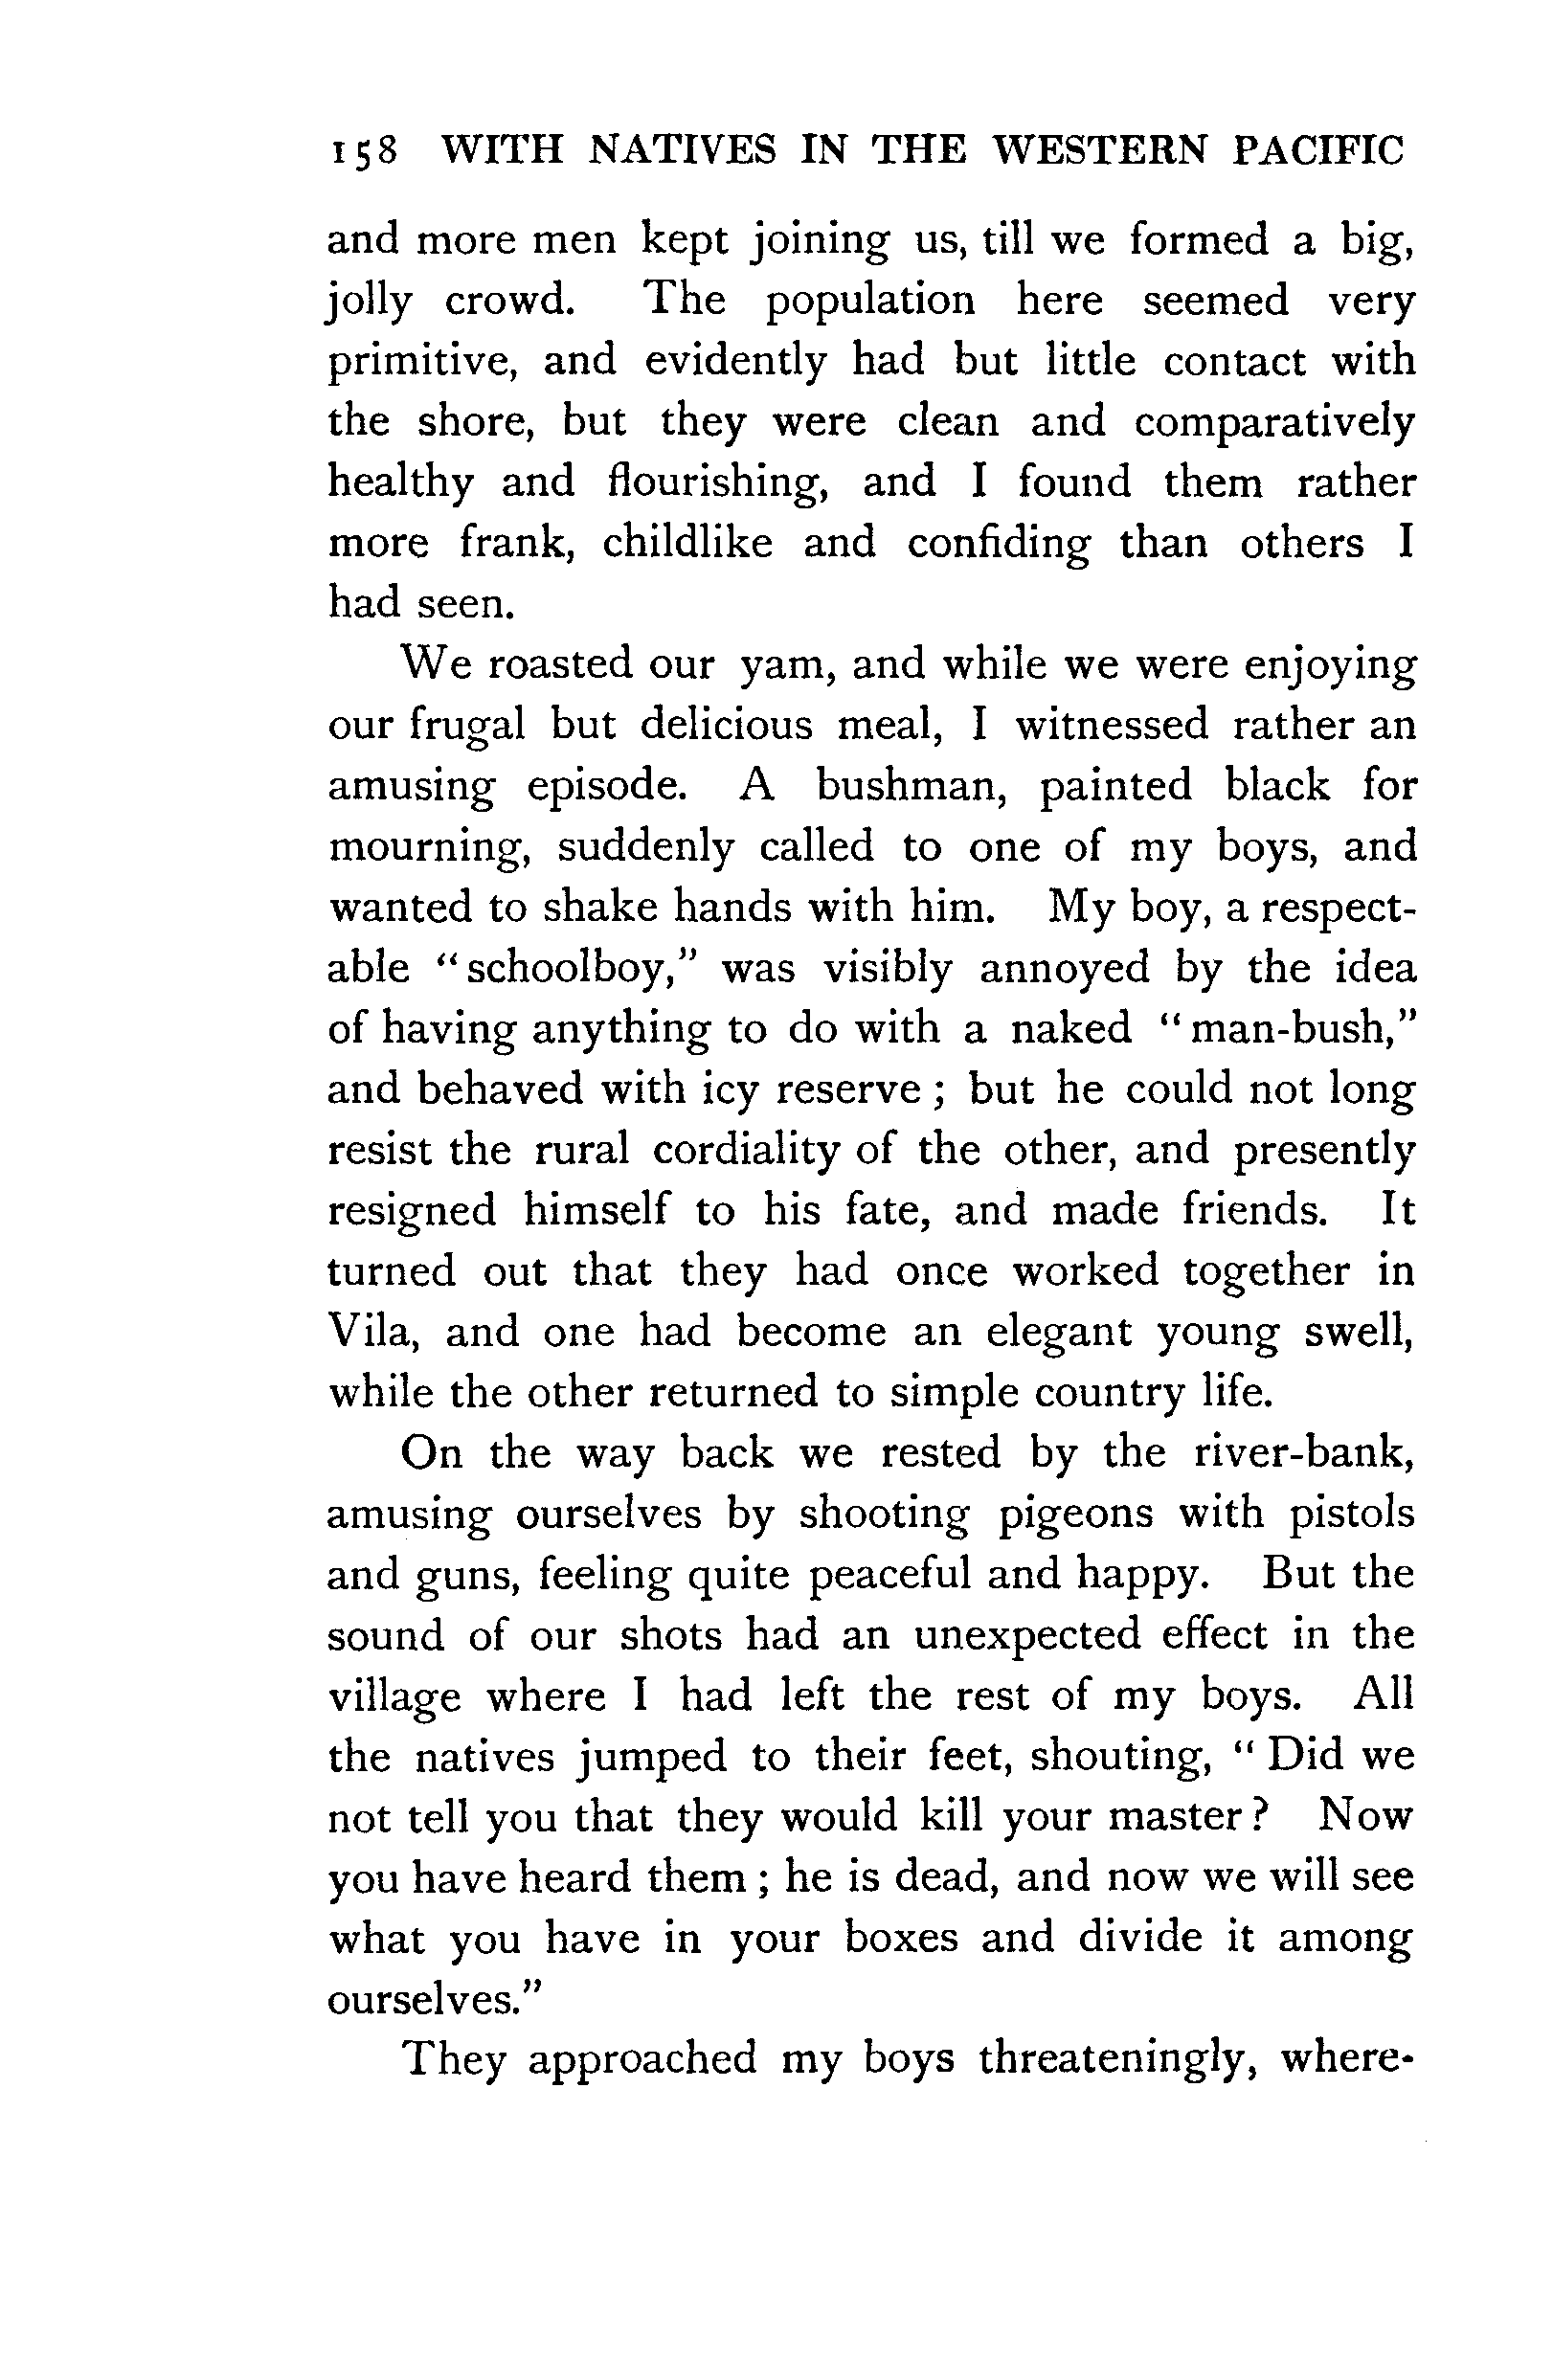 158 WITH NATIVES IN THE WESTERN PACIFIC
and more men kept joining us, till we formed a big,
jolly crowd. The population here seemed very
primitive, and evidently had but little contact with
the shore, but they were clean and comparatively
healthy and flourishing, and I found them rather
more frank, childlike and confiding than others I
had seen.
We roasted our yam, and while we were enjoying
our frugal but delicious meal, I witnessed rather an
amusing episode. A bushman, painted black for
mourning, suddenly called to one of my boys, and
wanted to shake hands with him. My boy, a respect-
able “schoolboy,” was visibly annoyed by the idea
of having anything to do with a naked “man-bush,”
and behaved with icy reserve; but he could not long
resist the rural cordiality of the other, and presently
resigned himself to his fate, and made friends. It
turned out that they had once worked together in
Vila, and one had become an elegant young swell,
while the other returned to simple country life.
On the way back we rested by the river-bank,
amusing ourselves by shooting pigeons with pistols
and guns, feeling quite peaceful and happy. But the
sound of our shots had an unexpected effect in the
village where I had left the rest of my boys. All
the natives jumped to their feet, shouting, “Did we
not tell you that they would kill your master? Now
you have heard them; he is dead, and now we will see
what you have in your boxes and divide it among
ourselves.”
They approached my boys threateningly, where-